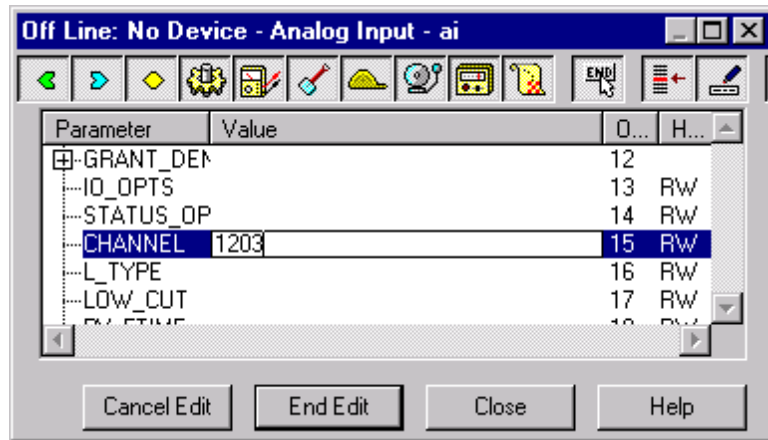 Off Line: No Device - Analog Input - ai
END
Parameter Value O... H...
GRANT_DEN 12
IO_OPTS 13 RW
STATUS_OP 14 RW
CHANNEL 1203 15 RW
L_TYPE 16 RW
LOW_CUT 17 RW
Cancel Edit End Edit Close Help